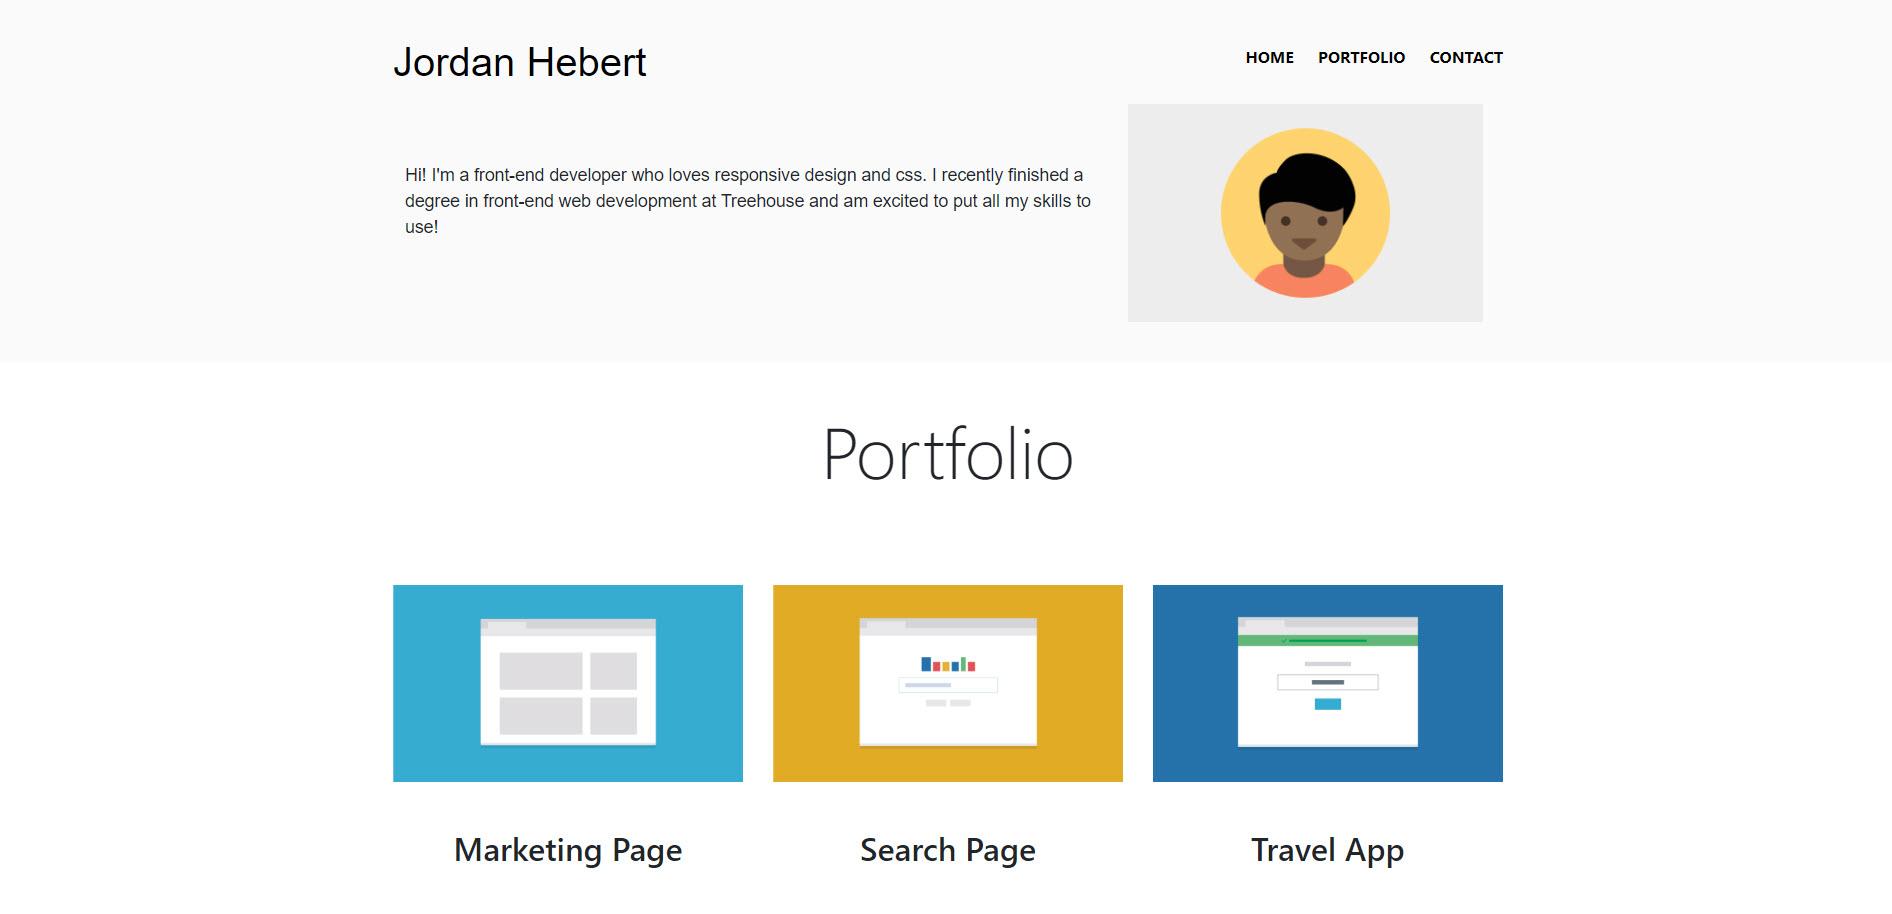 Jordan Hebert
HOME PORTFOLIO CONTACT
Hi! I'm a front-end developer who loves responsive design and css. I recently finished a
degree in front-end web development at Treehouse and am excited to put all my skills to
use!
Portfolio
Marketing Page
Search Page
Travel App